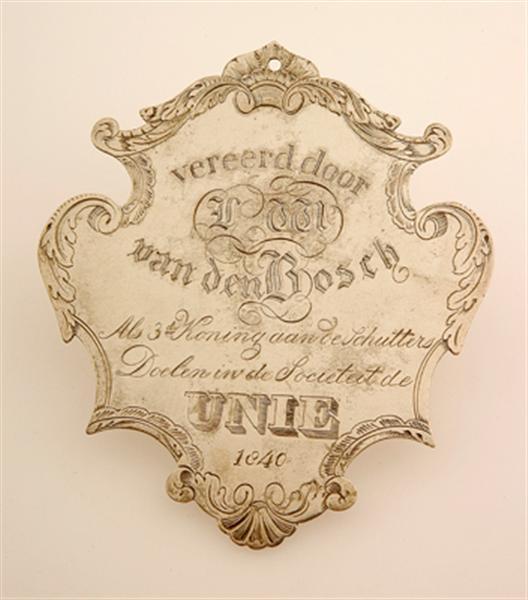 vereerd door
L W
van den Bosch
Als 3e Koning aan de Schutters
Doelen in de Societeit de
UNIE
1840